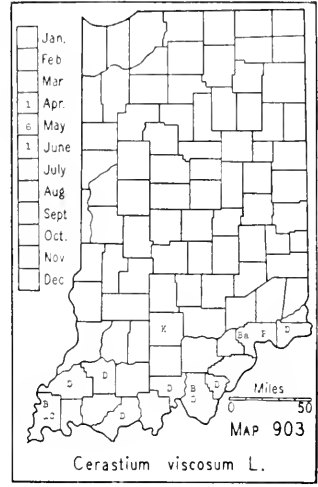 Jan.
Feb
Mar
1 Apr.
6 May
1 June
July
Aug
Sept
Oct.
Nov
Dec
K
Ba F D
D D D B D
D
B D
Miles
0 50
MAP 903
Cerastium viscosum L.